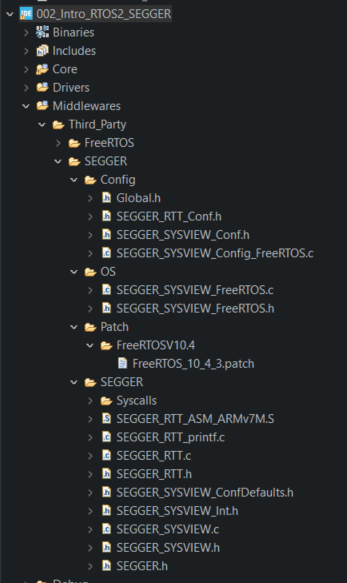 002_Intro_RTOS2_SEGGER
Binaries
Includes
Core
Drivers
Middlewares
Third_Party
FreeRTOS
SEGGER
Config
Global.h
SEGGER_RTT_Conf.h
SEGGER_SYSVIEW_Conf.h
SEGGER_SYSVIEW_Config_FreeRTOS.c
OS
SEGGER_SYSVIEW_FreeRTOS.c
SEGGER_SYSVIEW_FreeRTOS.h
Patch
FreeRTOSV10.4
FreeRTOS_10_4_3.patch
SEGGER
Syscalls
SEGGER_RTT_ASM_ARMv7M.S
SEGGER_RTT_printf.c
SEGGER_RTT.c
SEGGER_RTT.h
SEGGER_SYSVIEW_ConfDefaults.h
SEGGER_SYSVIEW_Int.h
SEGGER_SYSVIEW.c
SEGGER_SYSVIEW.h
SEGGER.h